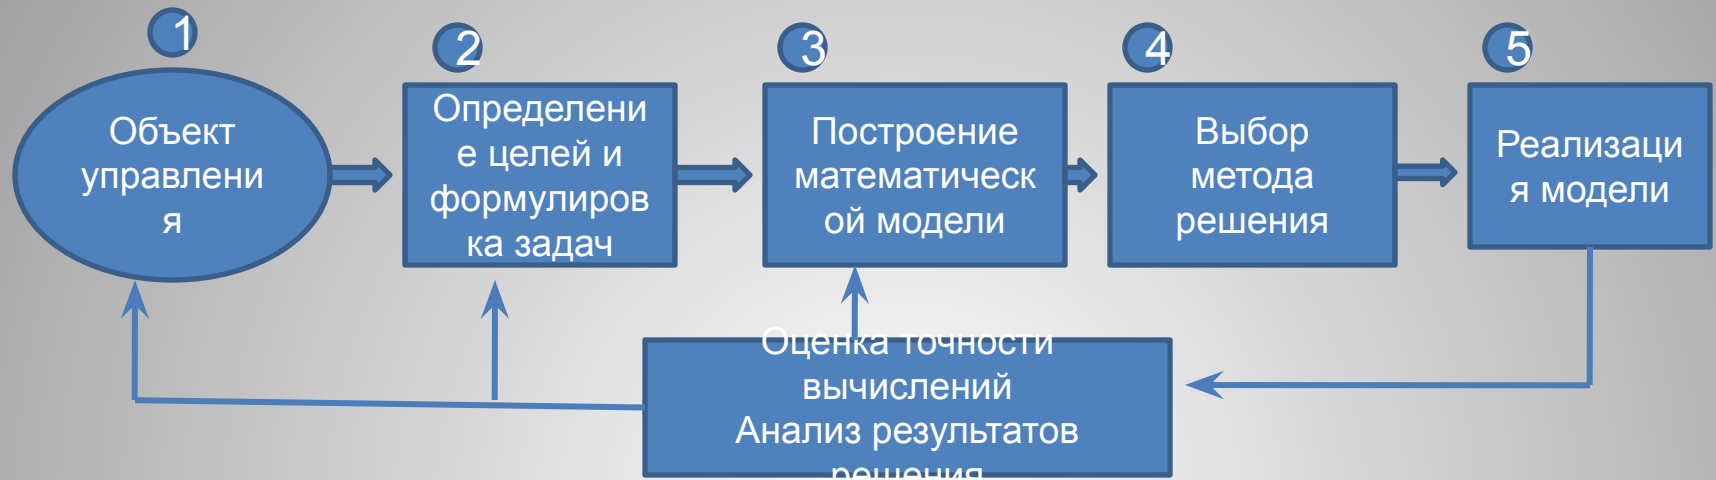 1
2
3
4
5
Объект
управлени
я
Определени
е целей и
формулиров
ка задач
Построение
математическ
ой модели
Выбор
метода
решения
Реализаци
я модели
Оценка точности
вычислений
Анализ результатов
решения